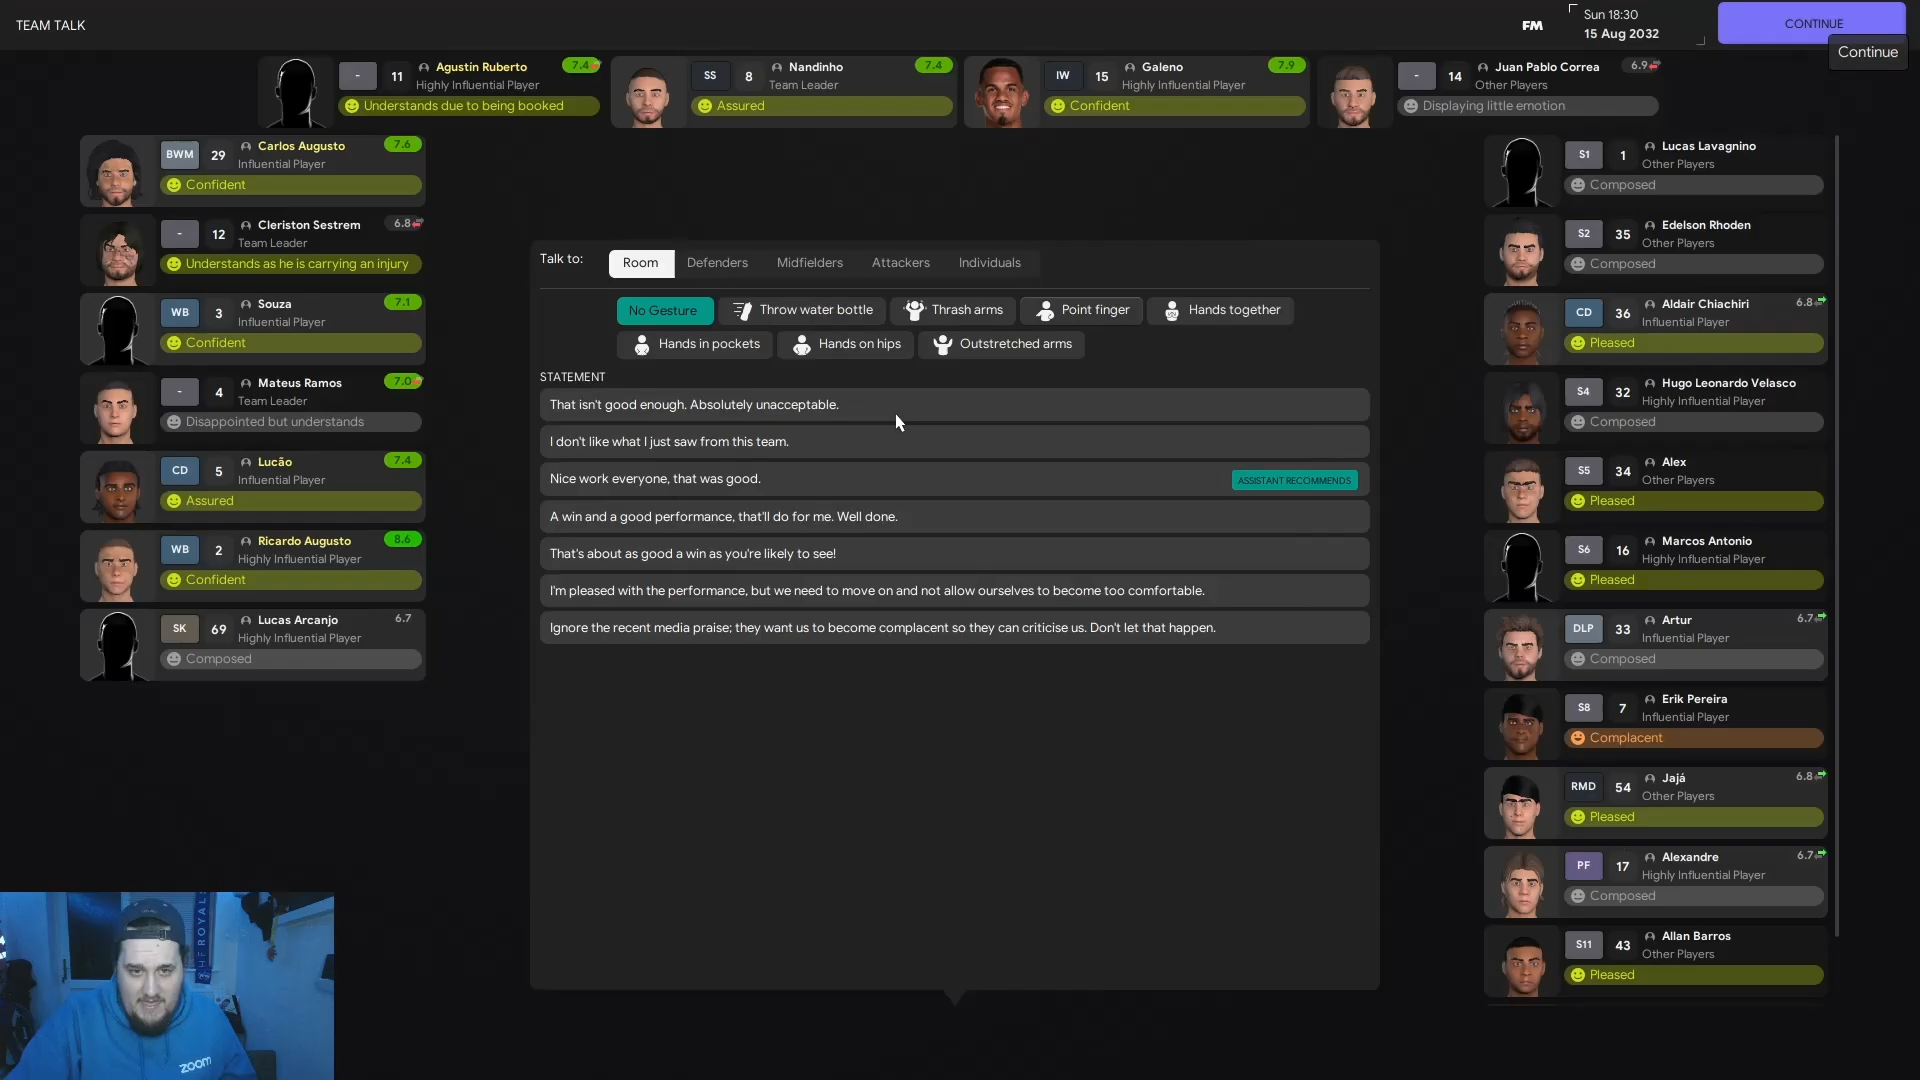 TEAM TALK
FM
Sun 18:30
15 Aug 2032
CONTINUE
Continue
- 11 Agustín Ruberto 7.4
Highly Influential Player
Understands due to being booked
SS 8 Nandinho 7.4
Team Leader
Assured
IW 15 Galeno 7.9
Highly Influential Player
Confident
- 14 Juan Pablo Correa 6.9
Other Players
Displaying little emotion
BWM 29 Carlos Augusto 7.6
Influential Player
Confident
- 12 Cleriston Sestrem 6.8
Team Leader
Understands as he is carrying an injury
WB 3 Souza 7.1
Influential Player
Confident
- 4 Mateus Ramos 7.0
Team Leader
Disappointed but understands
CD 5 Lucão 7.4
Influential Player
Assured
WB 2 Ricardo Augusto 8.6
Highly Influential Player
Confident
SK 69 Lucas Arcanjo 6.7
Highly Influential Player
Composed
Talk to: Room Defenders Midfielders Attackers Individuals
No Gesture Throw water bottle Thrash arms Point finger Hands together
Hands in pockets Hands on hips Outstretched arms
STATEMENT
That isn't good enough. Absolutely unacceptable.
I don't like what I just saw from this team.
Nice work everyone, that was good. ASSISTANT RECOMMENDS
A win and a good performance, that'll do for me. Well done.
That's about as good a win as you're likely to see!
I'm pleased with the performance, but we need to move on and not allow ourselves to become too comfortable.
Ignore the recent media praise; they want us to become complacent so they can criticise us. Don't let that happen.
S1 1 Lucas Lavagnino
Other Players
Composed
S2 35 Edelson Rhoden
Other Players
Composed
CD 36 Aldair Chiachiri 6.8
Influential Player
Pleased
S4 32 Hugo Leonardo Velasco
Highly Influential Player
Composed
S5 34 Alex
Other Players
Pleased
S6 16 Marcos Antonio
Highly Influential Player
Pleased
DLP 33 Artur 6.7
Influential Player
Composed
S8 7 Erik Pereira
Influential Player
Complacent
RMD 54 Jajá 6.8
Other Players
Pleased
PF 17 Alexandre 6.7
Highly Influential Player
Composed
S11 43 Allan Barros
Other Players
Pleased
ROYALS
zoom